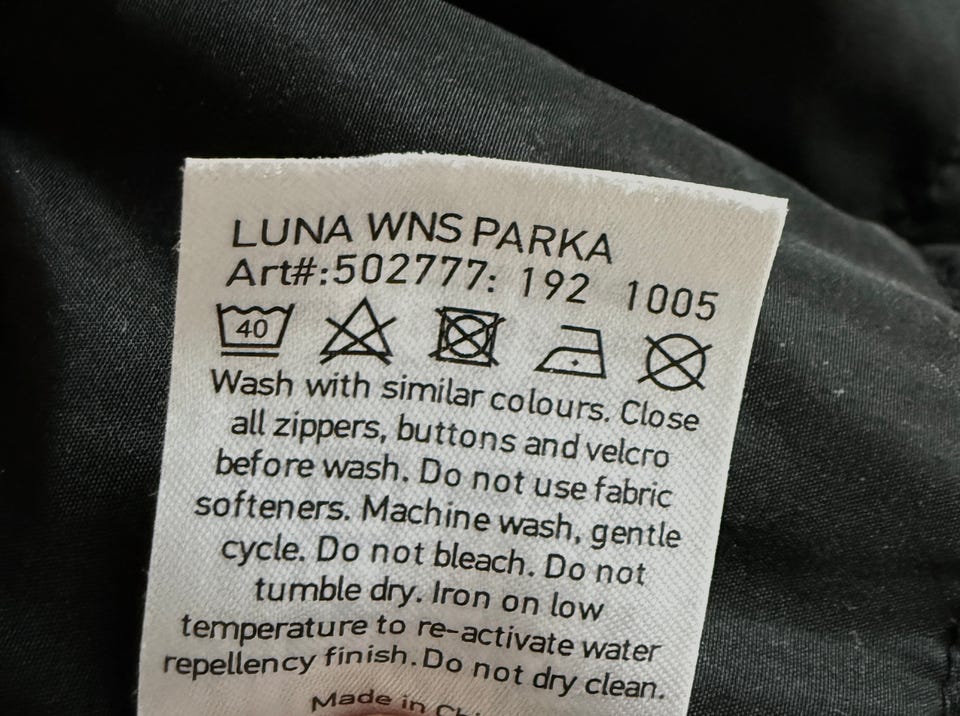 LUNA WNS PARKA
Art#:502777: 192 1005
40
Wash with similar colours. Close
all zippers, buttons and velcro
before wash. Do not use fabric
softeners. Machine wash, gentle
cycle. Do not bleach. Do not
tumble dry. Iron on low
temperature to re-activate water
repellency finish. Do not dry clean.
Made in